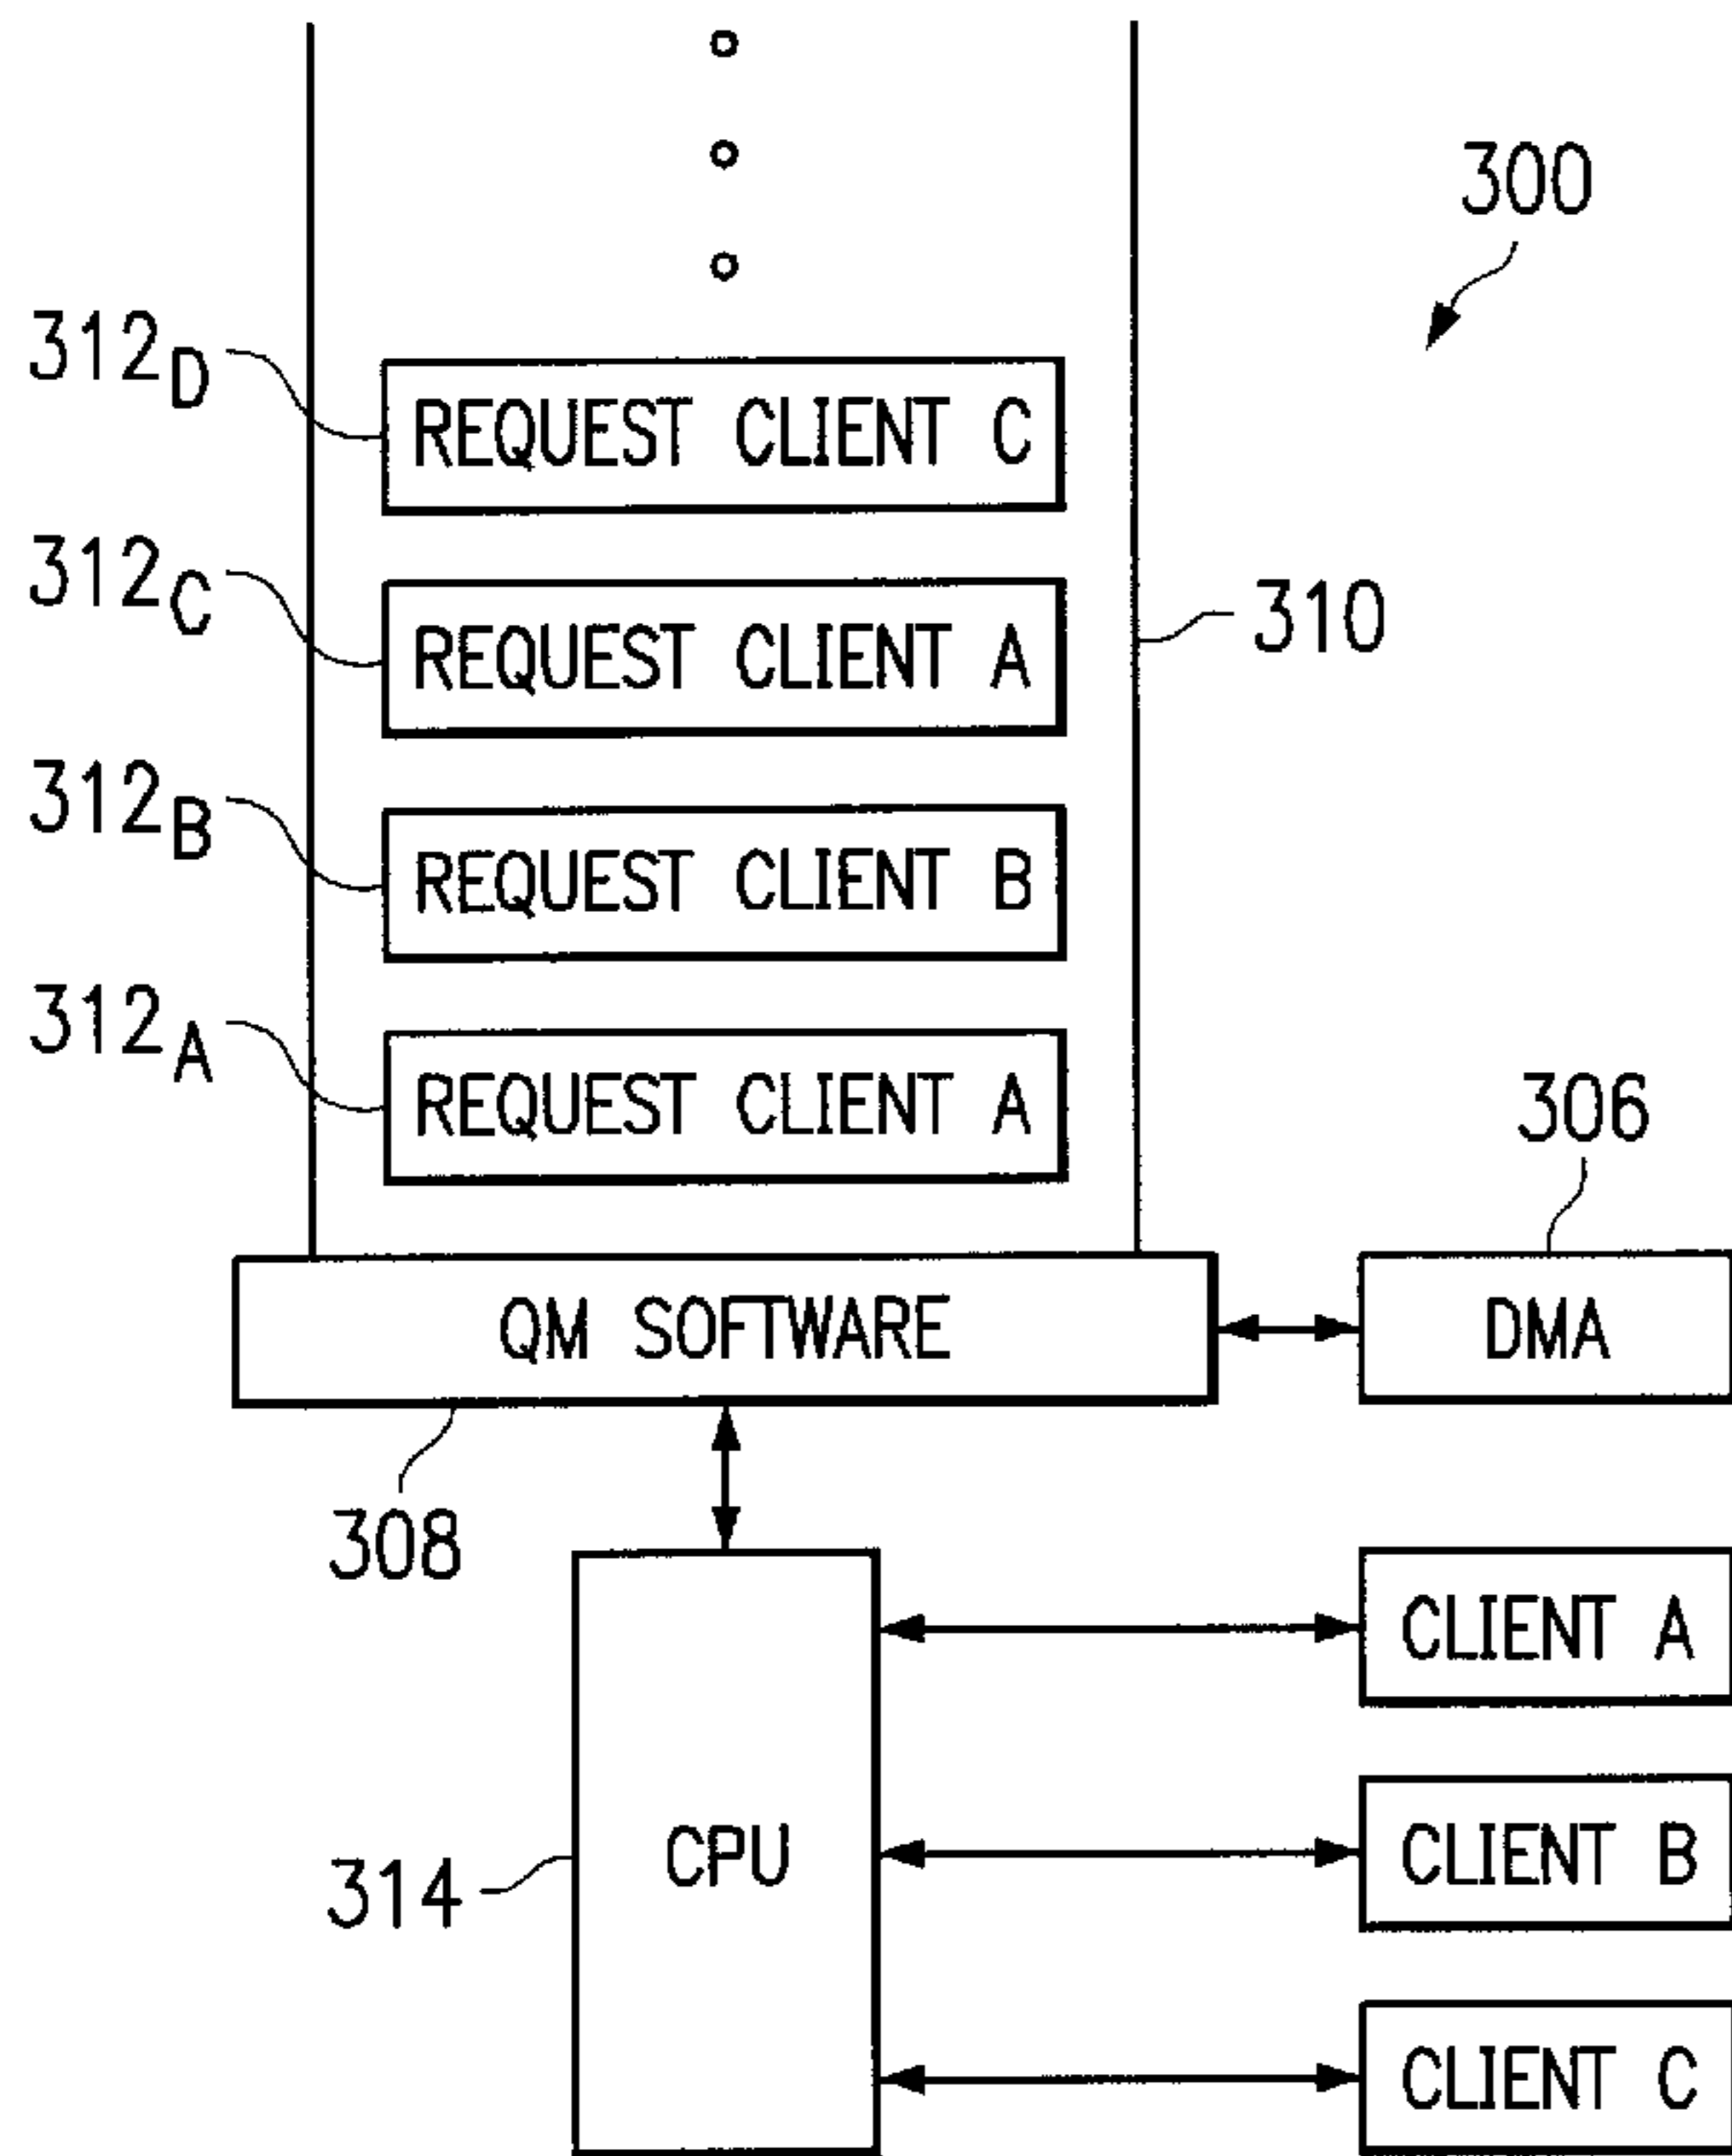 300
312D
REQUEST CLIENT C
312C
REQUEST CLIENT A
310
312B
REQUEST CLIENT B
312A
REQUEST CLIENT A
306
QM SOFTWARE
DMA
308
CLIENT A
314
CPU
CLIENT B
CLIENT C